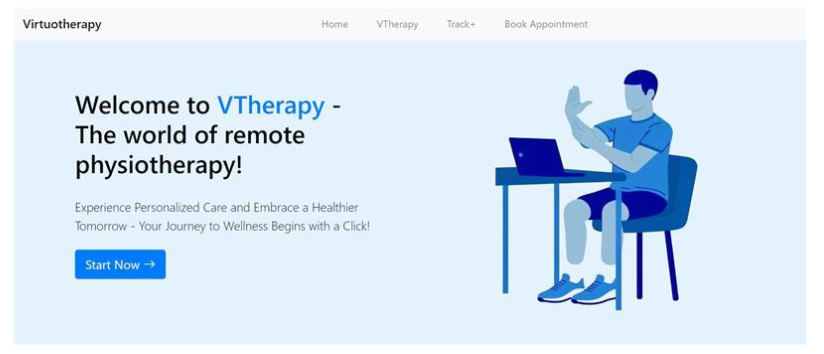 Virtuotherapy
Home VTherapy Track+ Book Appointment
Welcome to VTherapy -
The world of remote
physiotherapy!
Experience Personalized Care and Embrace a Healthier
Tomorrow - Your Journey to Wellness Begins with a Click!
Start Now →